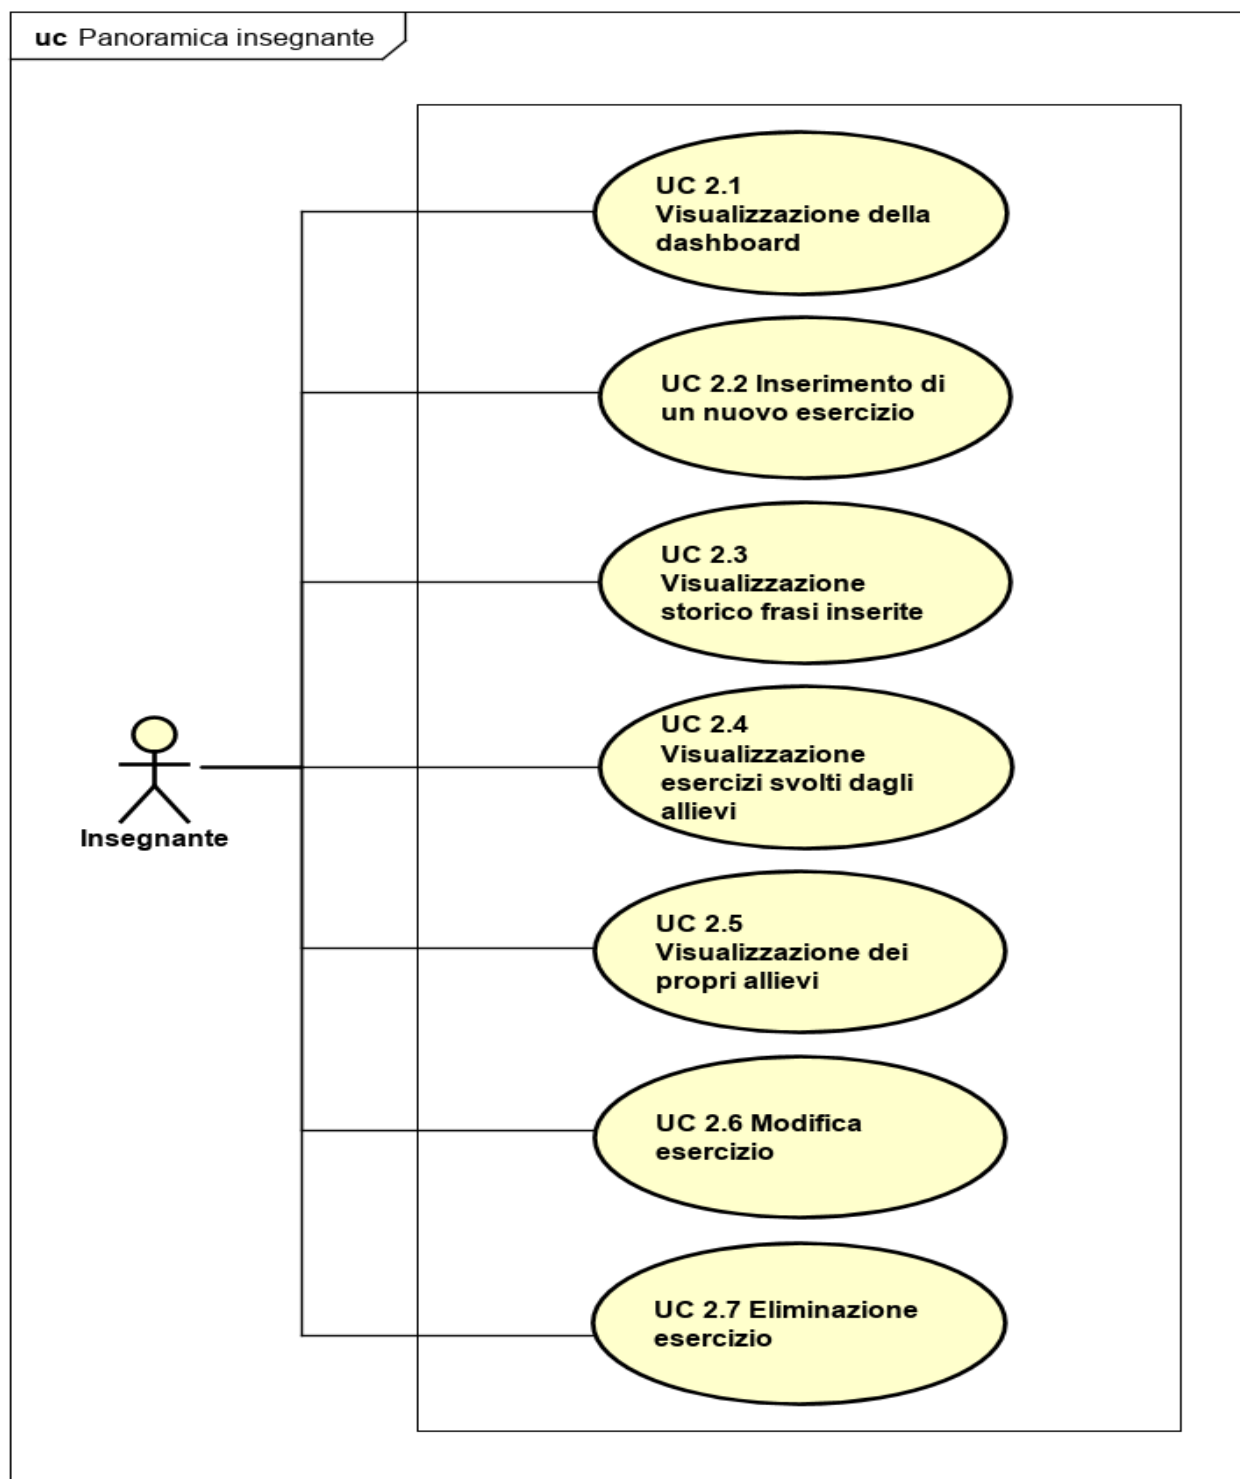 uc Panoramica insegnante
UC 2.1
Visualizzazione della
dashboard
UC 2.2 Inserimento di
un nuovo esercizio
UC 2.3
Visualizzazione
storico frasi inserite
UC 2.4
Visualizzazione
esercizi svolti dagli
allievi
Insegnante
UC 2.5
Visualizzazione dei
propri allievi
UC 2.6 Modifica
esercizio
UC 2.7 Eliminazione
esercizio